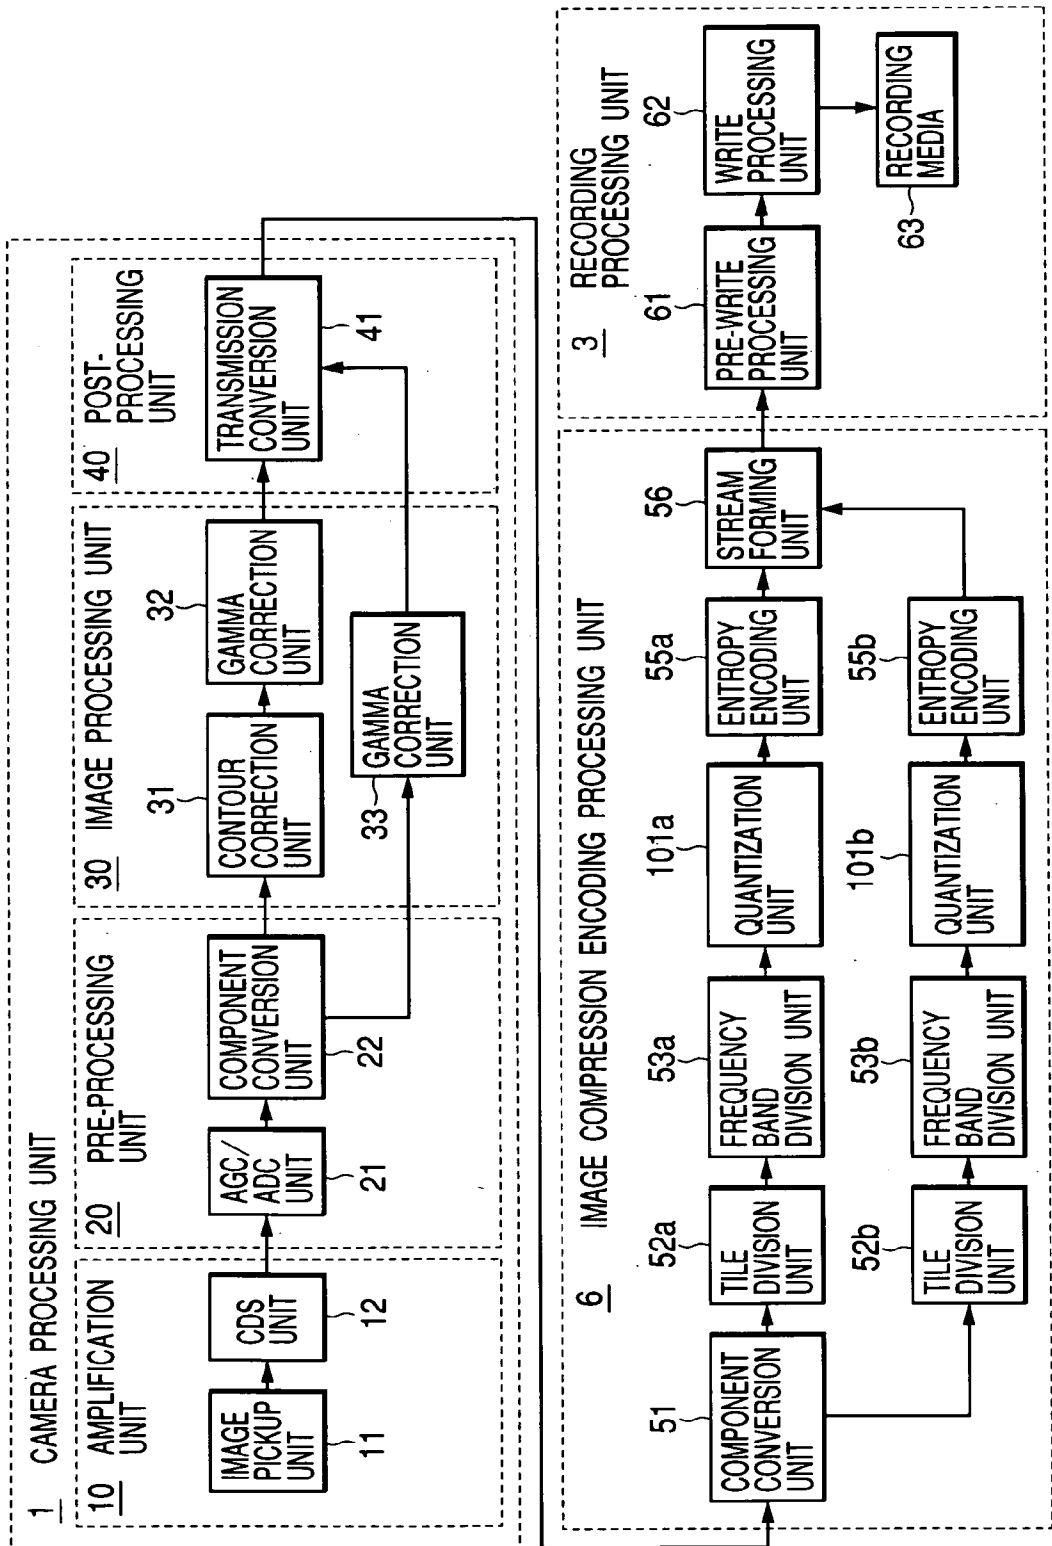 1 CAMERA PROCESSING UNIT
10 AMPLIFICATION
UNIT
IMAGE
PICKUP
UNIT
11
CDS
UNIT
12
20 PRE-PROCESSING
UNIT
AGC/
ADC
UNIT
21
COMPONENT
CONVERSION
UNIT
22
30 IMAGE PROCESSING UNIT
31
CONTOUR
CORRECTION
UNIT
32
GAMMA
CORRECTION
UNIT
33
GAMMA
CORRECTION
UNIT
40 POST-
PROCESSING
UNIT
TRANSMISSION
CONVERSION
UNIT
41
6 IMAGE COMPRESSION ENCODING PROCESSING UNIT
51
COMPONENT
CONVERSION
UNIT
52a
TILE
DIVISION
UNIT
53a
FREQUENCY
BAND
DIVISION UNIT
101a
QUANTIZATION
UNIT
55a
ENTROPY
ENCODING
UNIT
56
STREAM
FORMING
UNIT
52b
TILE
DIVISION
UNIT
53b
FREQUENCY
BAND
DIVISION UNIT
101b
QUANTIZATION
UNIT
55b
ENTROPY
ENCODING
UNIT
3 RECORDING
PROCESSING UNIT
61
PRE-WRITE
PROCESSING
UNIT
62
WRITE
PROCESSING
UNIT
63
RECORDING
MEDIA